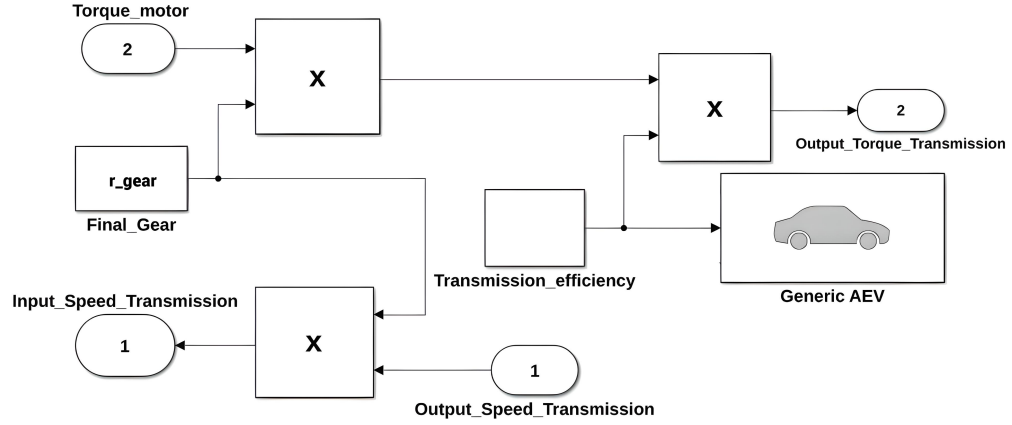 Torque_motor
2
X
X
2
Output_Torque_Transmission
r_gear
Final_Gear
Transmission_efficiency
Generic AEV
Input_Speed_Transmission
1
X
1
Output_Speed_Transmission